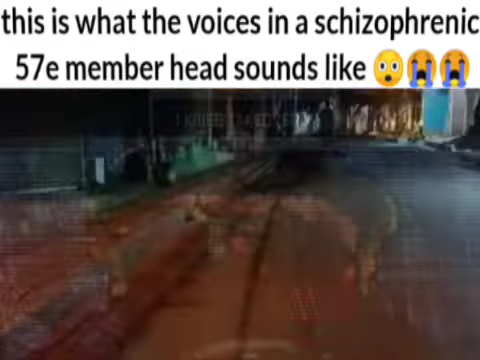 this is what the voices in a schizophrenic
57e member head sounds like 😲😭😭